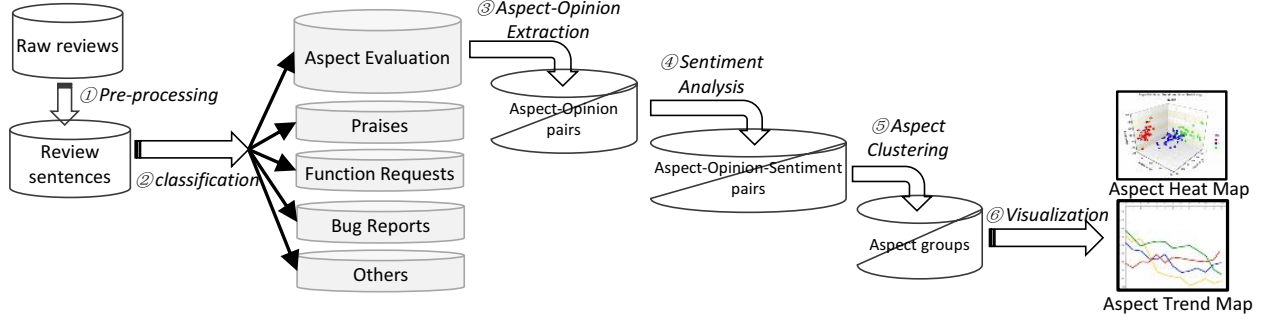 Raw reviews
①Pre-processing
Review
sentences
②classification
Aspect Evaluation
Praises
Function Requests
Bug Reports
Others
③Aspect-Opinion
Extraction
Aspect-Opinion
pairs
④Sentiment
Analysis
Aspect-Opinion-Sentiment
pairs
⑤Aspect
Clustering
Aspect groups
⑥Visualization
Aspect Heat Map
Aspect Trend Map